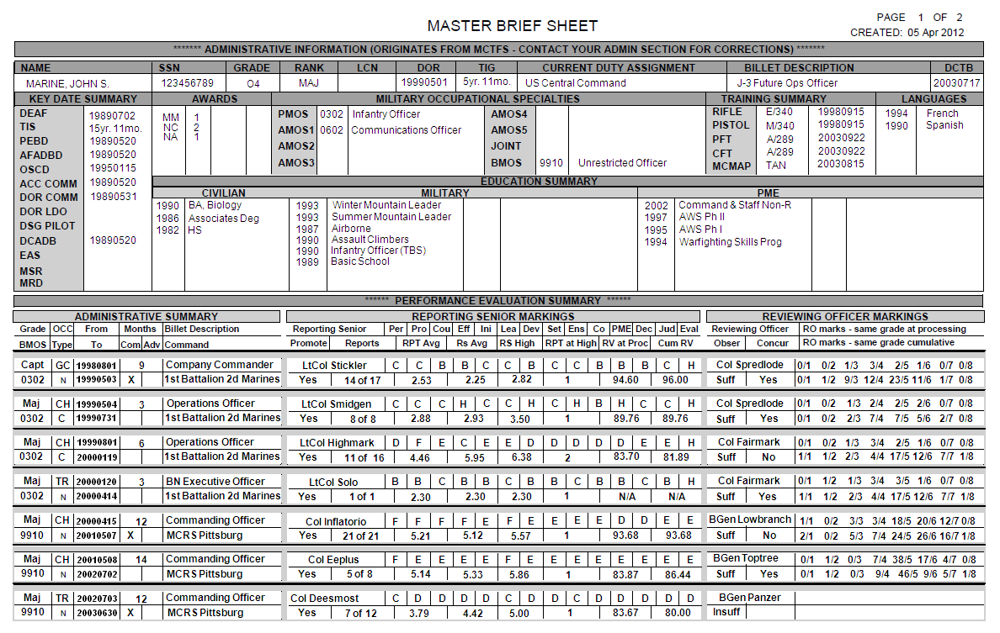 MASTER BRIEF SHEET
PAGE 1 OF 2
CREATED: 05 Apr 2012
******* ADMINISTRATIVE INFORMATION (ORIGINATES FROM MCTFS - CONTACT YOUR ADMIN SECTION FOR CORRECTIONS) *******
NAME SSN GRADE RANK LCN DOR TIG CURRENT DUTY ASSIGNMENT BILLET DESCRIPTION DCTB
MARINE, JOHN S. 123456789 O4 MAJ 19990501 5yr. 11mo. US Central Command J-3 Future Ops Officer 20030717
KEY DATE SUMMARY AWARDS MILITARY OCCUPATIONAL SPECIALTIES TRAINING SUMMARY LANGUAGES
DEAF 19890702 MM 1 PMOS 0302 Infantry Officer AMOS4 RIFLE E/340 19980915 1994 French
TIS 15yr. 11mo. NC 2 AMOS1 0602 Communications Officer AMOS5 PISTOL M/340 19980915 1990 Spanish
PEBD 19890520 NA 1 AMOS2 JOINT PFT A/289 20030922
AFADBD 19890520 AMOS3 BMOS 9910 Unrestricted Officer CFT A/289 20030922
OSCD 19950115 MCMAP TAN 20030815
ACC COMM 19890520 EDUCATION SUMMARY
DOR COMM 19890531 CIVILIAN MILITARY PME
DOR LDO 1990 BA, Biology 1993 Winter Mountain Leader 2002 Command & Staff Non-R
DSG PILOT 1986 Associates Deg 1993 Summer Mountain Leader 1997 AWS Ph II
DCADB 19890520 1982 HS 1987 Airborne 1995 AWS Ph I
EAS 1990 Assault Climbers 1994 Warfighting Skills Prog
MSR 1990 Infantry Officer (TBS)
MRD 1989 Basic School
****** PERFORMANCE EVALUATION SUMMARY ******
ADMINISTRATIVE SUMMARY REPORTING SENIOR MARKINGS REVIEWING OFFICER MARKINGS
Grade OCC From Months Billet Description Reporting Senior Per Pro Cou Eff Ini Lea Dev Set Ens Co PME Dec Jud Eval Reviewing Officer RO marks - same grade at processing
BMOS Type To Com Adv Command Promote Reports RPT Avg Rs Avg RS High RPT at High RV at Proc Cum RV Obser Concur RO marks - same grade cumulative
Capt GC 19980801 9 Company Commander LtCol Stickler C C B B C C B C C B B B C H Col Spredlode 0/1 0/2 1/3 3/4 2/5 1/6 0/7 0/8
0302 N 19990503 X 1st Battalion 2d Marines Yes 14 of 17 2.53 2.25 2.82 1 94.60 96.00 Suff Yes 0/1 1/2 9/3 12/4 23/5 11/6 1/7 0/8
Maj CH 19990504 3 Operations Officer LtCol Smidgen C C C H C C H C H B H C C H Col Spredlode 0/1 0/2 1/3 2/4 2/5 2/6 0/7 0/8
0302 C 19990731 1st Battalion 2d Marines Yes 8 of 8 2.88 2.93 3.50 1 89.76 89.76 Suff Yes 0/1 0/2 2/3 7/4 7/5 5/6 2/7 0/8
Maj CH 19990801 6 Operations Officer LtCol Highmark D F E C E E D D D D D E E H Col Fairmark 0/1 0/2 1/3 3/4 2/5 1/6 0/7 0/8
0302 C 20000119 1st Battalion 2d Marines Yes 11 of 16 4.46 5.95 6.38 2 83.70 81.89 Suff No 1/1 1/2 2/3 4/4 17/5 12/6 7/7 1/8
Maj TR 20000120 3 BN Executive Officer LtCol Solo B B C B B C B B C B B C B H Col Fairmark 0/1 1/2 1/3 3/4 3/5 1/6 0/7 0/8
0302 N 20000414 1st Battalion 2d Marines Yes 1 of 1 2.30 2.30 2.30 1 N/A N/A Suff Yes 1/1 1/2 2/3 4/4 17/5 12/6 7/7 1/8
Maj CH 20000415 12 Commanding Officer Col Inflatorio F F F F E F E E E E D D E E BGen Lowbranch 1/1 0/2 3/3 3/4 18/5 20/6 12/7 0/8
9910 N 20010507 X MCRS Pittsburg Yes 21 of 21 5.21 5.12 5.57 1 93.68 93.68 Suff No 2/1 0/2 5/3 7/4 24/5 26/6 16/7 1/8
Maj CH 20010508 14 Commanding Officer Col Eeplus F E E E E F E E E E E E E E BGen Toptree 0/1 1/2 0/3 7/4 38/5 17/6 4/7 0/8
9910 N 20020702 MCRS Pittsburg Yes 5 of 8 5.14 5.33 5.86 1 83.87 86.44 Suff Yes 0/1 1/2 0/3 9/4 46/5 9/6 5/7 1/8
Maj TR 20020703 12 Commanding Officer Col Deesmost C D D D D C D D C D D D D D BGen Panzer
9910 N 20030630 X MCRS Pittsburg Yes 7 of 12 3.79 4.42 5.00 1 83.67 80.00 Insuff